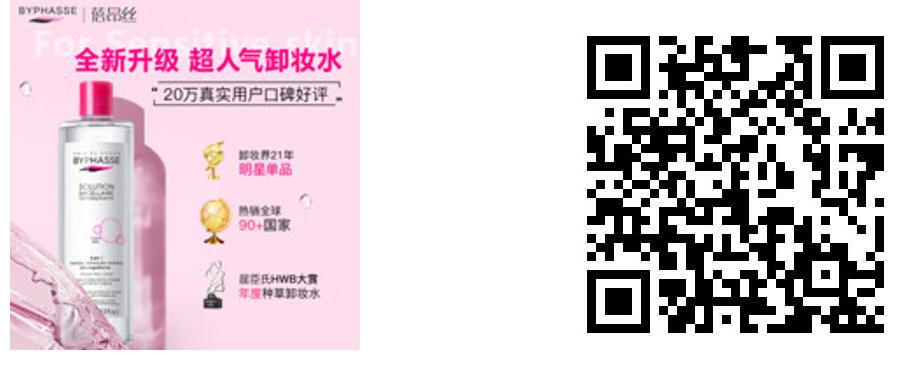 BYPHASSE | 蓓昂丝
For Sensitive skin
全新升级 超人气卸妆水
"20万真实用户口碑好评"
卸妆界21年
明星单品
热销全球
90+国家
屈臣氏HWB大赏
年度种草卸妆水
BYPHASSE
SOLUTION
MICELLAIRE